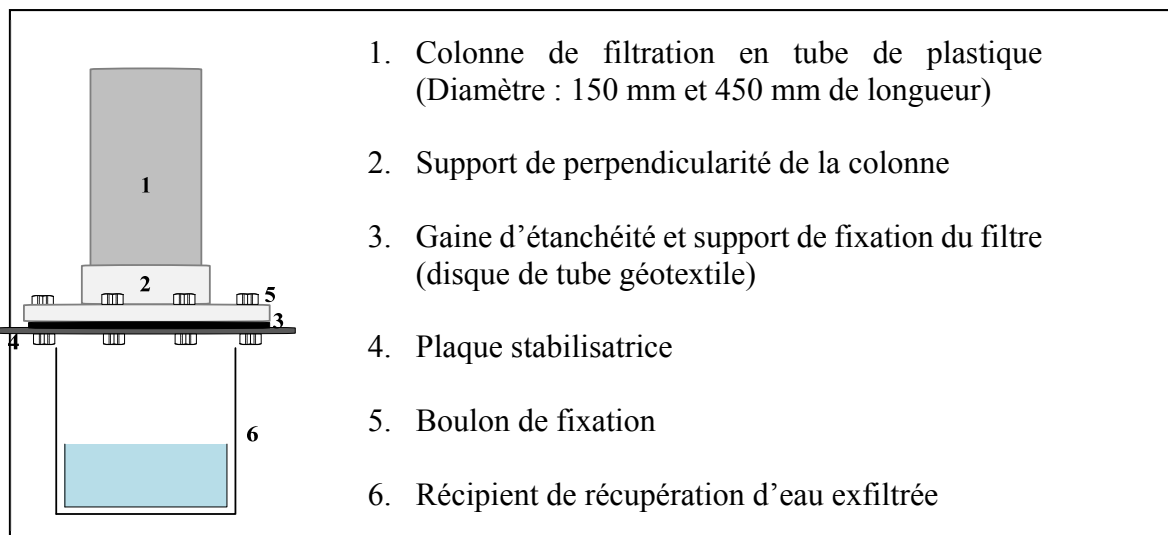 1. Colonne de filtration en tube de plastique
(Diamètre : 150 mm et 450 mm de longueur)
2. Support de perpendicularité de la colonne
3. Gaine d’étanchéité et support de fixation du filtre
(disque de tube géotextile)
4. Plaque stabilisatrice
5. Boulon de fixation
6. Récipient de récupération d’eau exfiltrée
1
2
5
3
4
6